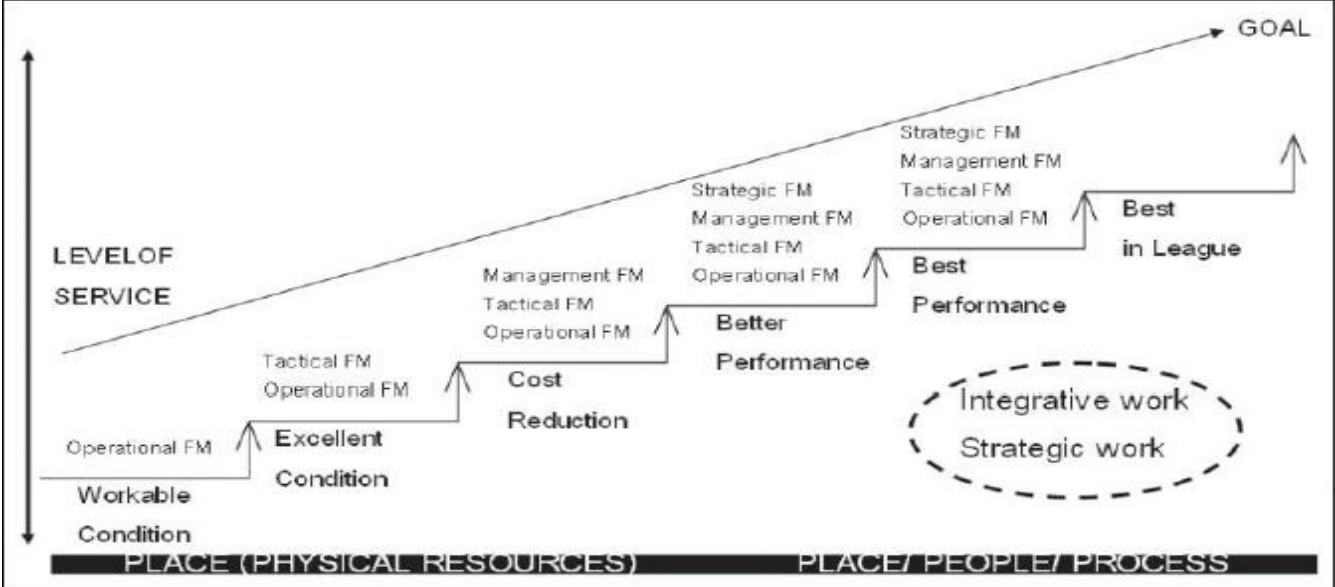 GOAL
Strategic FM
Management FM
Tactical FM
Operational FM
Best
in League
Strategic FM
Management FM
Tactical FM
Operational FM
Best
Performance
LEVELOF
SERVICE
Management FM
Tactical FM
Operational FM
Better
Performance
Tactical FM
Operational FM
Cost
Reduction
Integrative work
Strategic work
Operational FM
Excellent
Condition
Workable
Condition
PLACE (PHYSICAL RESOURCES)
PLACE/ PEOPLE/ PROCESS